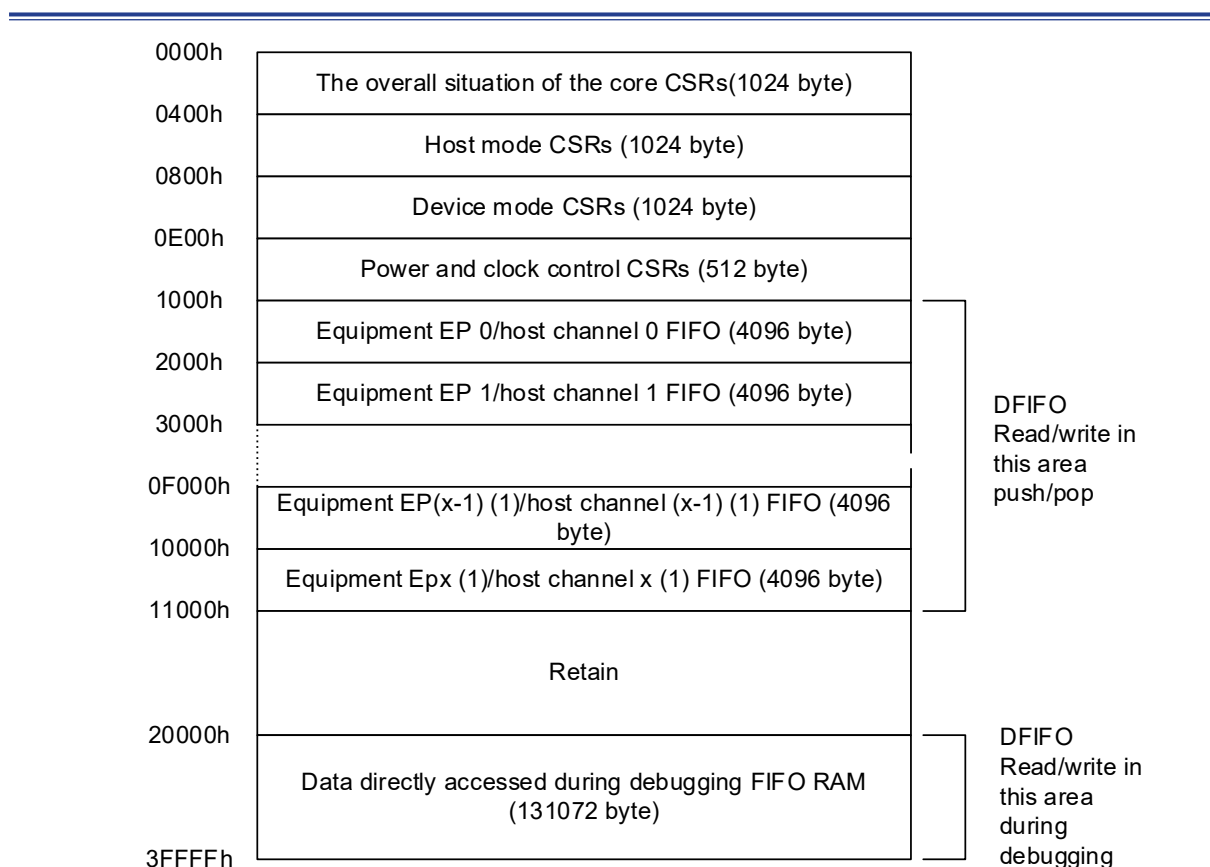 0000h
The overall situation of the core CSRs(1024 byte)
0400h
Host mode CSRs (1024 byte)
0800h
Device mode CSRs (1024 byte)
0E00h
Power and clock control CSRs (512 byte)
1000h
Equipment EP 0/host channel 0 FIFO (4096 byte)
2000h
Equipment EP 1/host channel 1 FIFO (4096 byte)
3000h
DFIFO
Read/write in
this area
push/pop
0F000h
Equipment EP(x-1) (1)/host channel (x-1) (1) FIFO (4096
byte)
10000h
Equipment Epx (1)/host channel x (1) FIFO (4096 byte)
11000h
Retain
20000h
Data directly accessed during debugging FIFO RAM
(131072 byte)
DFIFO
Read/write in
this area
during
debugging
3FFFFh